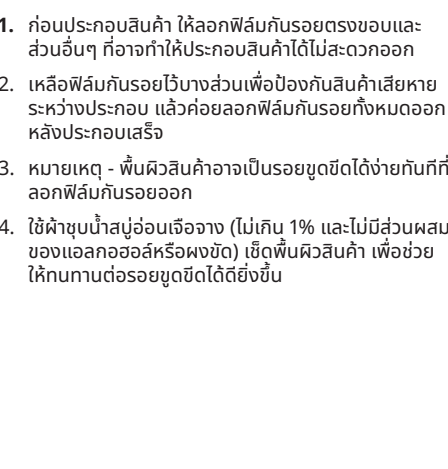 1. ก่อนประกอบสินค้า ให้ลอกฟิล์มกันรอยตรงขอบและ
ส่วนอื่นๆ ที่อาจทำให้ประกอบสินค้าได้ไม่สะดวกออก
2. เหลือฟิล์มกันรอยไว้บางส่วนเพื่อป้องกันสินค้าเสียหาย
ระหว่างประกอบ แล้วค่อยลอกฟิล์มกันรอยทั้งหมดออก
หลังประกอบเสร็จ
3. หมายเหตุ - พื้นผิวสินค้าอาจเป็นรอยขูดขีดได้ง่ายทันทีที่
ลอกฟิล์มกันรอยออก
4. ใช้ผ้าชุบน้ำสบู่อ่อนเจือจาง (ไม่เกิน 1% และไม่มีส่วนผสม
ของแอลกอฮอล์หรือผงขัด) เช็ดพื้นผิวสินค้า เพื่อช่วย
ให้ทนทานต่อรอยขูดขีดได้ดียิ่งขึ้น